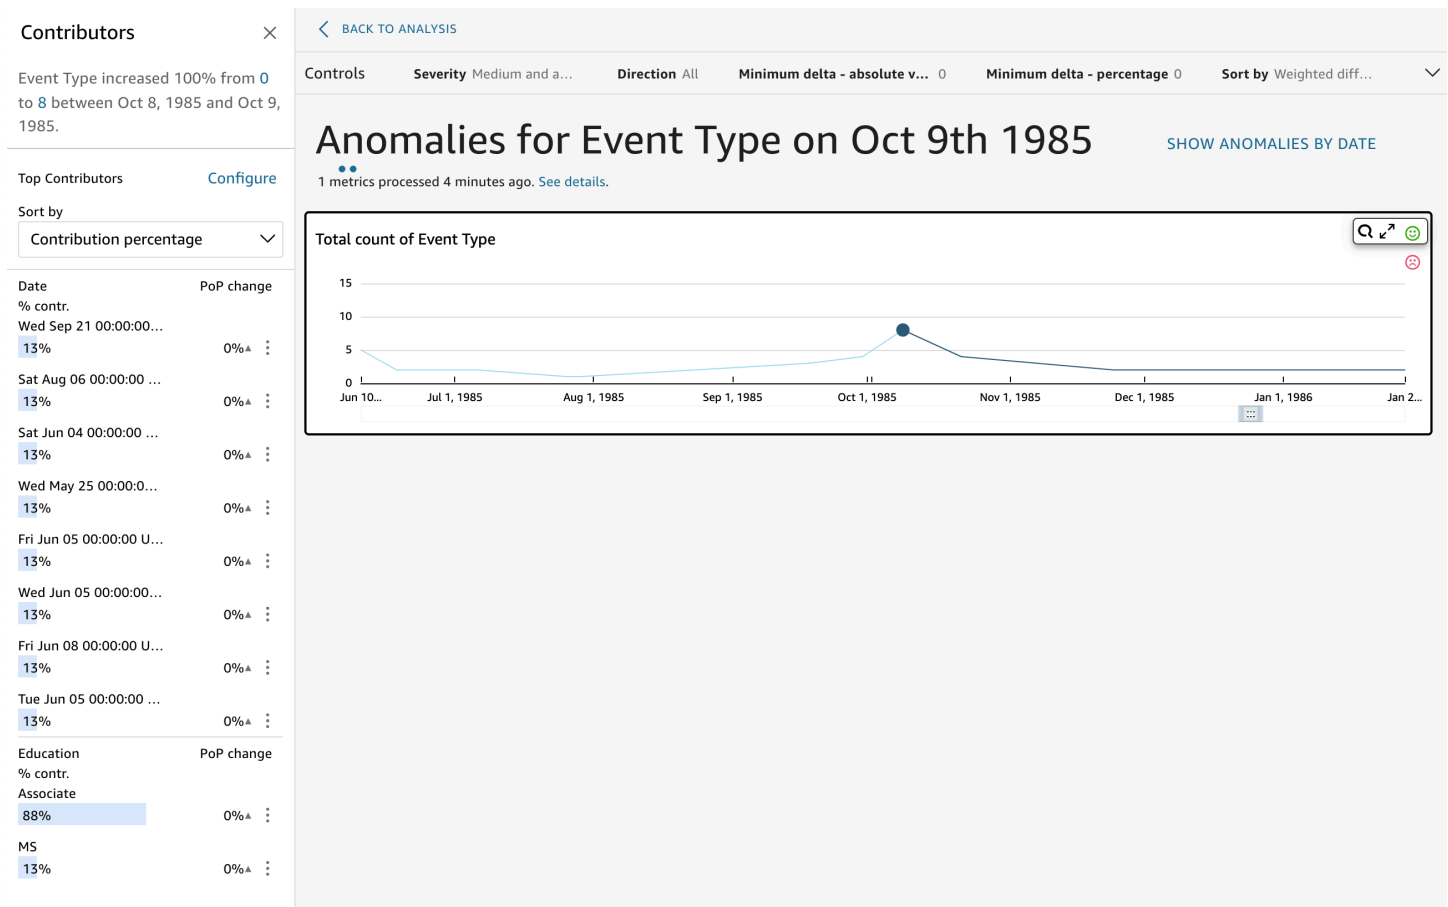 Contributors
Event Type increased 100% from 0
to 8 between Oct 8, 1985 and Oct 9,
1985.
Top Contributors Configure
Sort by
Contribution percentage
Date PoP change
% contr.
Wed Sep 21 00:00:00...
13% 0%▲
Sat Aug 06 00:00:00 ...
13% 0%▲
Sat Jun 04 00:00:00 ...
13% 0%▲
Wed May 25 00:00:0...
13% 0%▲
Fri Jun 05 00:00:00 U...
13% 0%▲
Wed Jun 05 00:00:00...
13% 0%▲
Fri Jun 08 00:00:00 U...
13% 0%▲
Tue Jun 05 00:00:00 ...
13% 0%▲
Education PoP change
% contr.
Associate
88% 0%▲
MS
13% 0%▲
BACK TO ANALYSIS
Controls Severity Medium and a... Direction All Minimum delta - absolute v... 0 Minimum delta - percentage 0 Sort by Weighted diff...
Anomalies for Event Type on Oct 9th 1985 SHOW ANOMALIES BY DATE
1 metrics processed 4 minutes ago. See details.
Total count of Event Type
15
10
5
0
Jun 10... Jul 1, 1985 Aug 1, 1985 Sep 1, 1985 Oct 1, 1985 Nov 1, 1985 Dec 1, 1985 Jan 1, 1986 Jan 2...